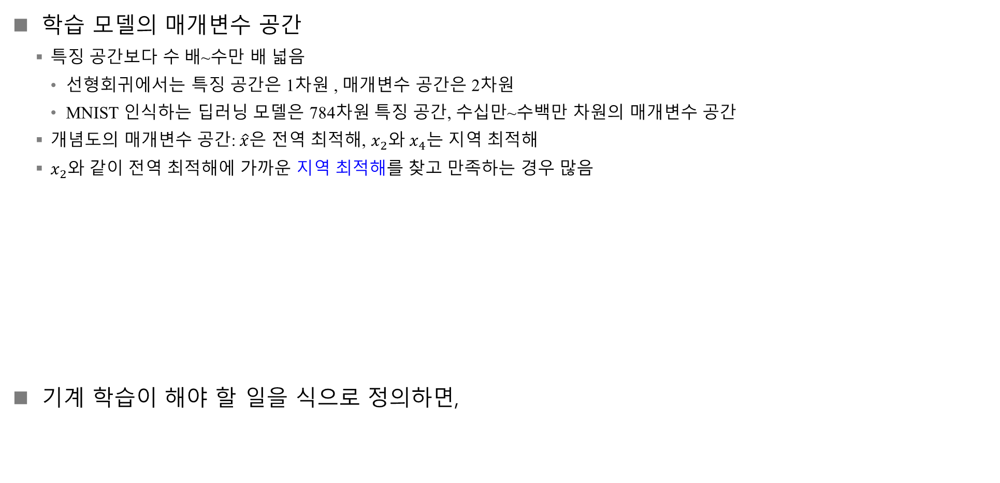 ■ 학습 모델의 매개변수 공간
▪ 특징 공간보다 수 배~수만 배 넓음
• 선형회귀에서는 특징 공간은 1차원 , 매개변수 공간은 2차원
• MNIST 인식하는 딥러닝 모델은 784차원 특징 공간, 수십만~수백만 차원의 매개변수 공간
▪ 개념도의 매개변수 공간: x̂은 전역 최적해, x₂와 x₄는 지역 최적해
▪ x₂와 같이 전역 최적해에 가까운 지역 최적해를 찾고 만족하는 경우 많음
■ 기계 학습이 해야 할 일을 식으로 정의하면,